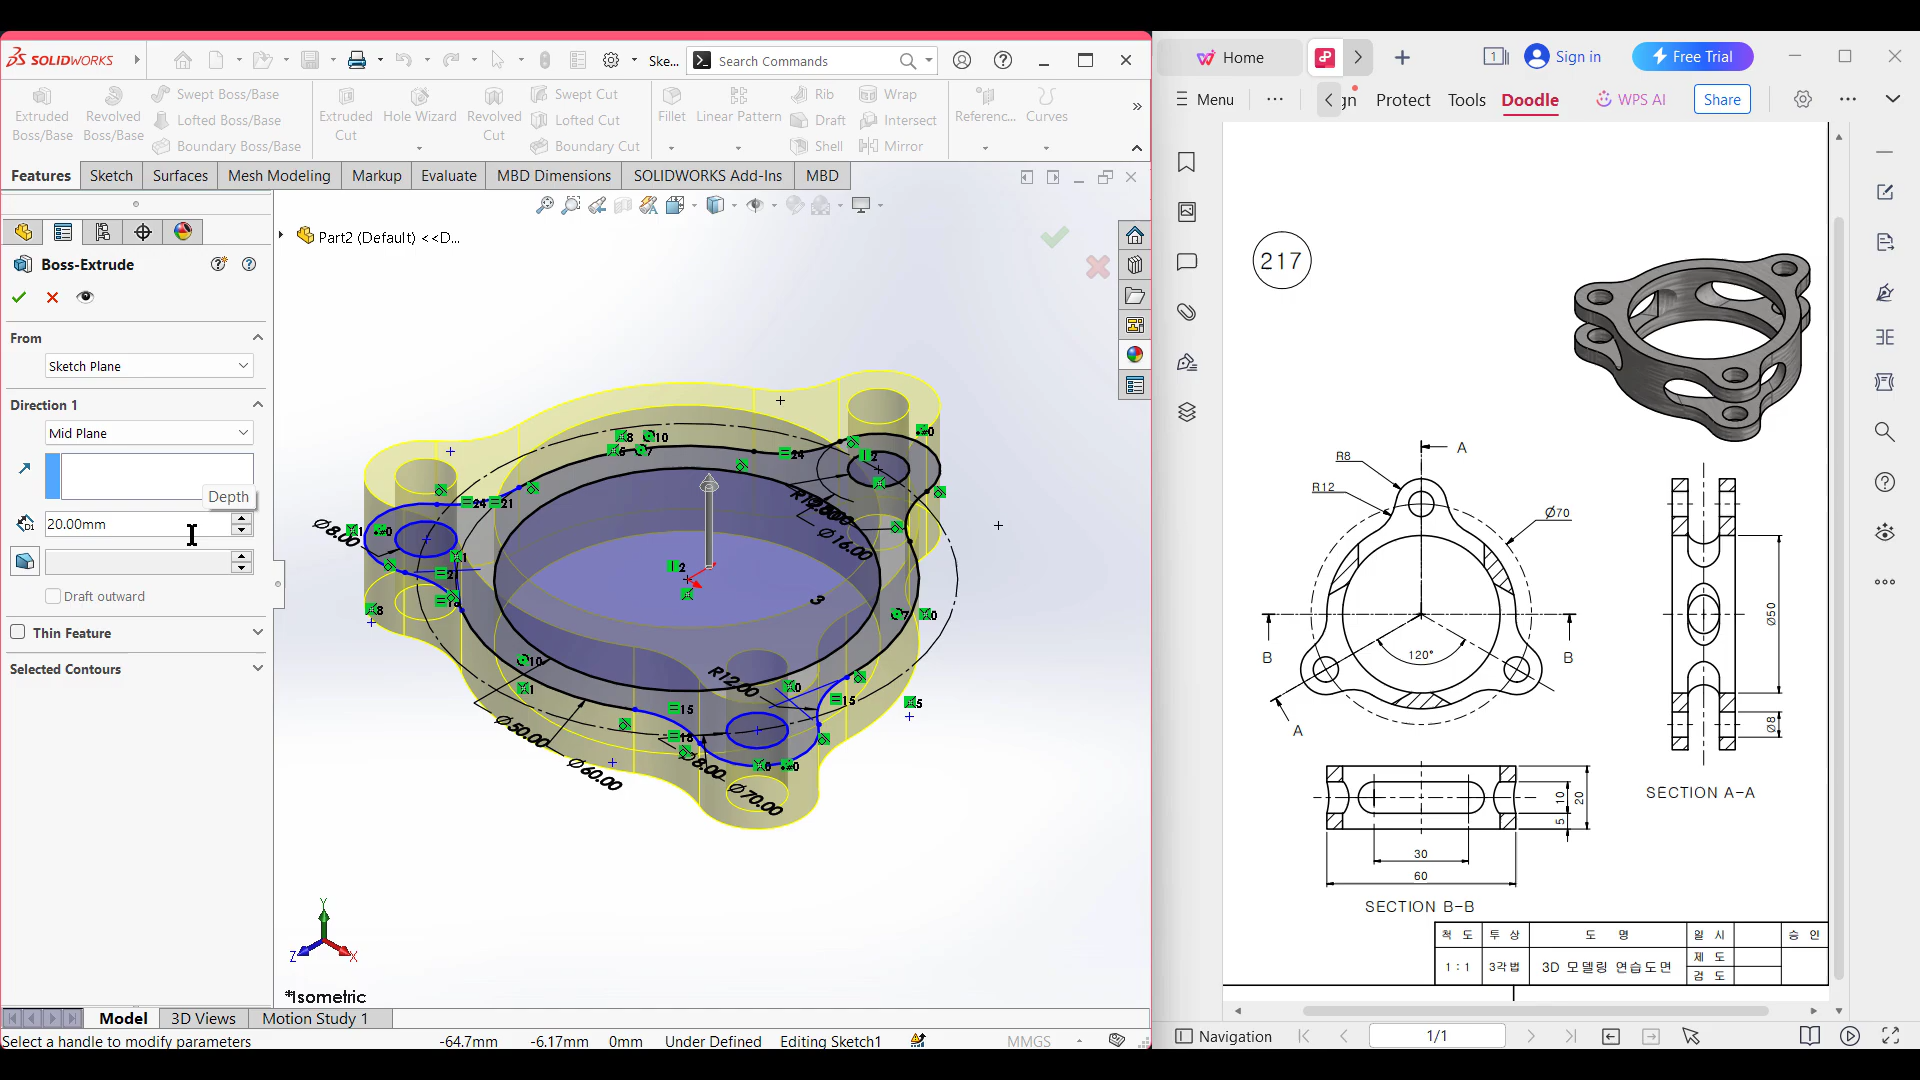 SOLIDWORKS
Ske...
Search Commands
Extruded Boss/Base
Revolved Boss/Base
Swept Boss/Base
Lofted Boss/Base
Boundary Boss/Base
Extruded Cut
Hole Wizard
Revolved Cut
Swept Cut
Lofted Cut
Boundary Cut
Fillet
Linear Pattern
Rib
Draft
Shell
Wrap
Intersect
Mirror
Referenc...
Curves
Features
Sketch
Surfaces
Mesh Modeling
Markup
Evaluate
MBD Dimensions
SOLIDWORKS Add-Ins
MBD
Part2 (Default) <<D...
Boss-Extrude
From
Sketch Plane
Direction 1
Mid Plane
Depth
20.00mm
Draft outward
Thin Feature
Selected Contours
Ø8.00
Ø16.00
R12.00
Ø50.00
Ø60.00
Ø8.00
Ø70.00
3
Y
Z
X
*Isometric
Model
3D Views
Motion Study 1
Select a handle to modify parameters
-64.7mm
-6.17mm
0mm
Under Defined
Editing Sketch1
MMGS
Home
Sign in
Free Trial
Menu
gn
Protect
Tools
Doodle
WPS AI
Share
217
A
R8
R12
Ø70
120°
B
B
A
Ø50
Ø8
SECTION A-A
10
20
5
30
60
SECTION B-B
척 도
투 상
도 명
일 시
승 인
1 : 1
3각법
3D 모델링 연습도면
제 도
검 도
Navigation
1/1